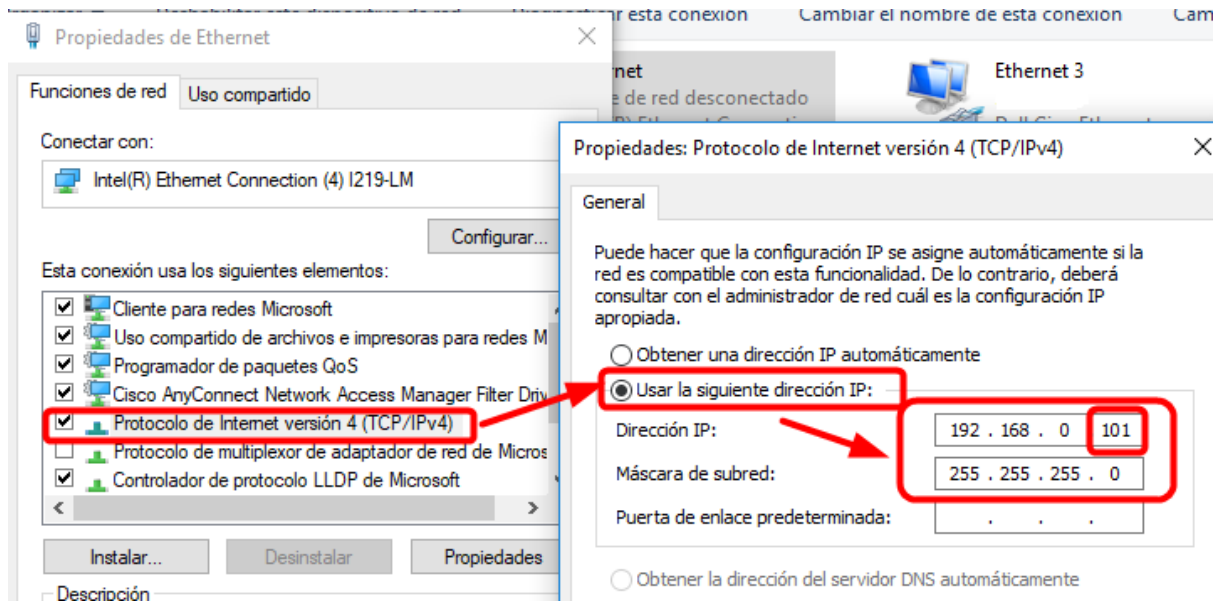 esta conexión
Cambiar el nombre de esta conexión
Propiedades de Ethernet
Ethernet 3
de red desconectado
Funciones de red
Uso compartido
Conectar con:
Intel(R) Ethernet Connection (4) I219-LM
Configurar...
Esta conexión usa los siguientes elementos:
Cliente para redes Microsoft
Uso compartido de archivos e impresoras para redes M
Programador de paquetes QoS
Cisco AnyConnect Network Access Manager Filter Driv
Protocolo de Internet versión 4 (TCP/IPv4)
Protocolo de multiplexor de adaptador de red de Micros
Controlador de protocolo LLDP de Microsoft
Instalar...
Desinstalar
Propiedades
Descripción
Propiedades: Protocolo de Internet versión 4 (TCP/IPv4)
General
Puede hacer que la configuración IP se asigne automáticamente si la
red es compatible con esta funcionalidad. De lo contrario, deberá
consultar con el administrador de red cuál es la configuración IP
apropiada.
Obtener una dirección IP automáticamente
Usar la siguiente dirección IP:
Dirección IP:
192 . 168 . 0 101
Máscara de subred:
255 . 255 . 255 . 0
Puerta de enlace predeterminada:
. . .
Obtener la dirección del servidor DNS automáticamente